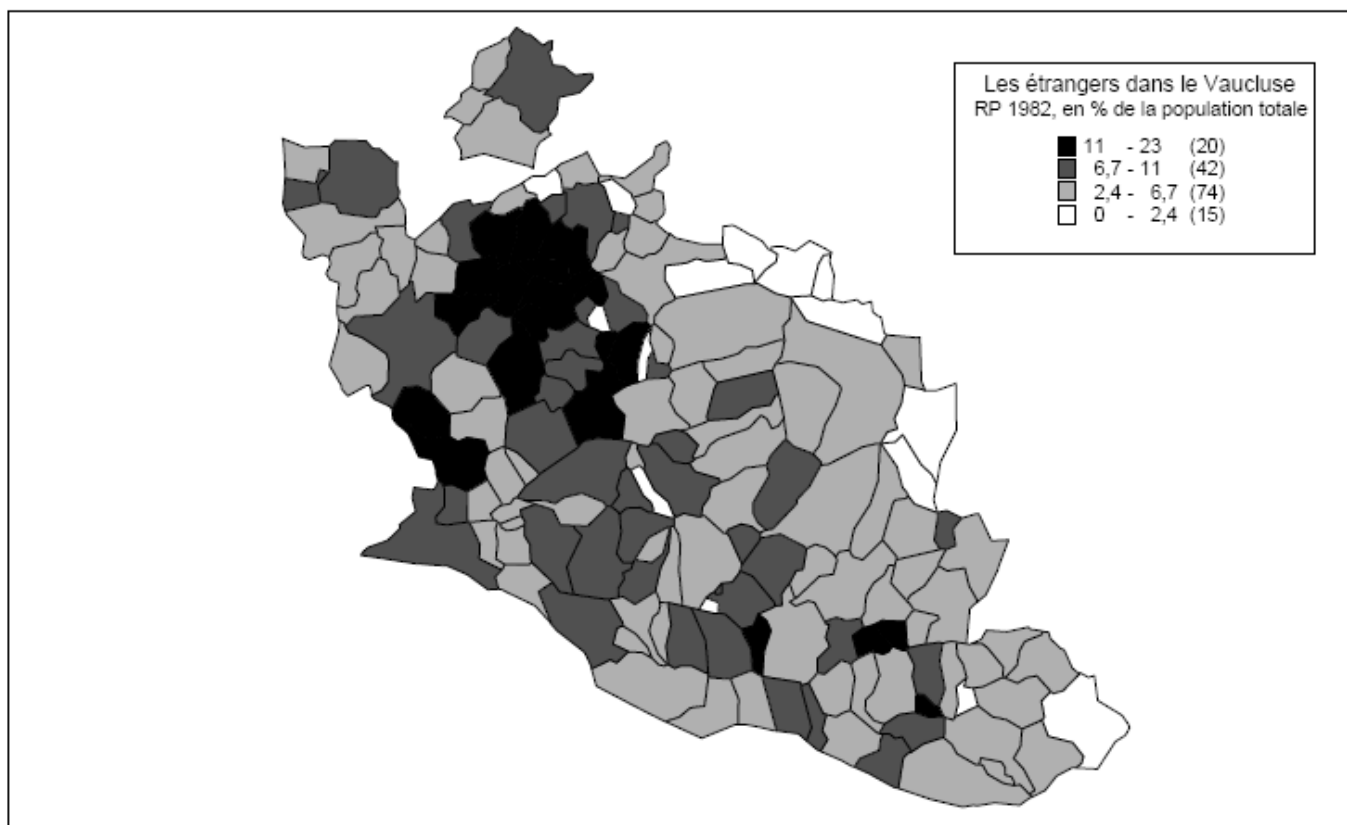 Les étrangers dans le Vaucluse
RP 1982, en % de la population totale
11 - 23 (20)
6,7 - 11 (42)
2,4 - 6,7 (74)
0 - 2,4 (15)